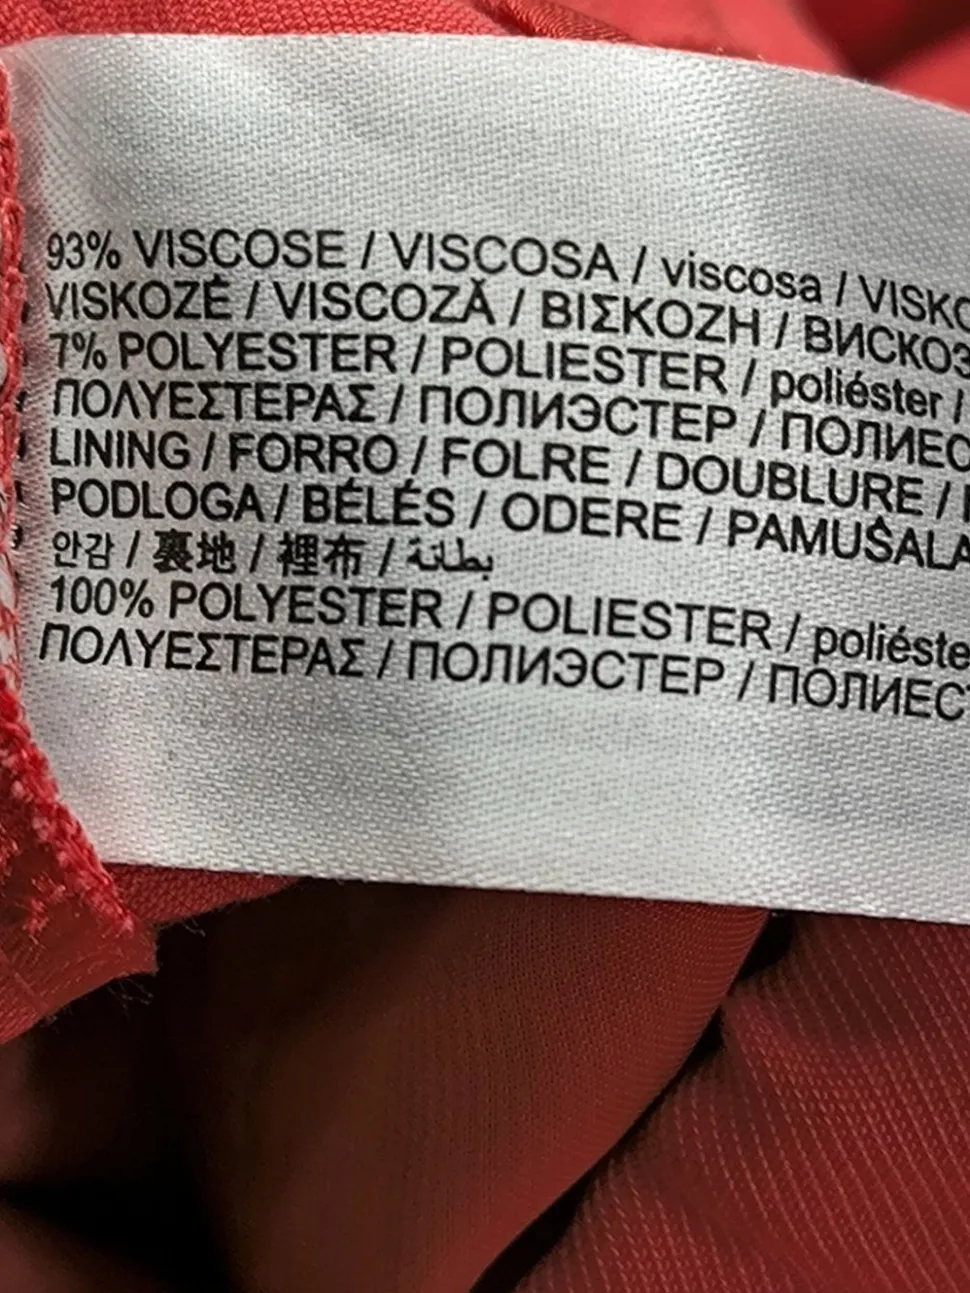 93% VISCOSE / VISCOSA / viscosa / VISKO
VISKOZĖ / VISCOZĂ / ΒΙΣΚΟΖΗ / ВИСКОЗ
7% POLYESTER / POLIESTER / poliéster /
ΠΟΛΥΕΣΤΕΡΑΣ / ПОЛИЭСТЕР / ПОЛИЕС
LINING / FORRO / FOLRE / DOUBLURE /
PODLOGA / BÉLÉS / ODERE / PAMUŠALA
안감 / 裏地 / 裡布 / بطانة
100% POLYESTER / POLIESTER / poliéste
ΠΟΛΥΕΣΤΕΡΑΣ / ПОЛИЭСТЕР / ПОЛИЕСТ